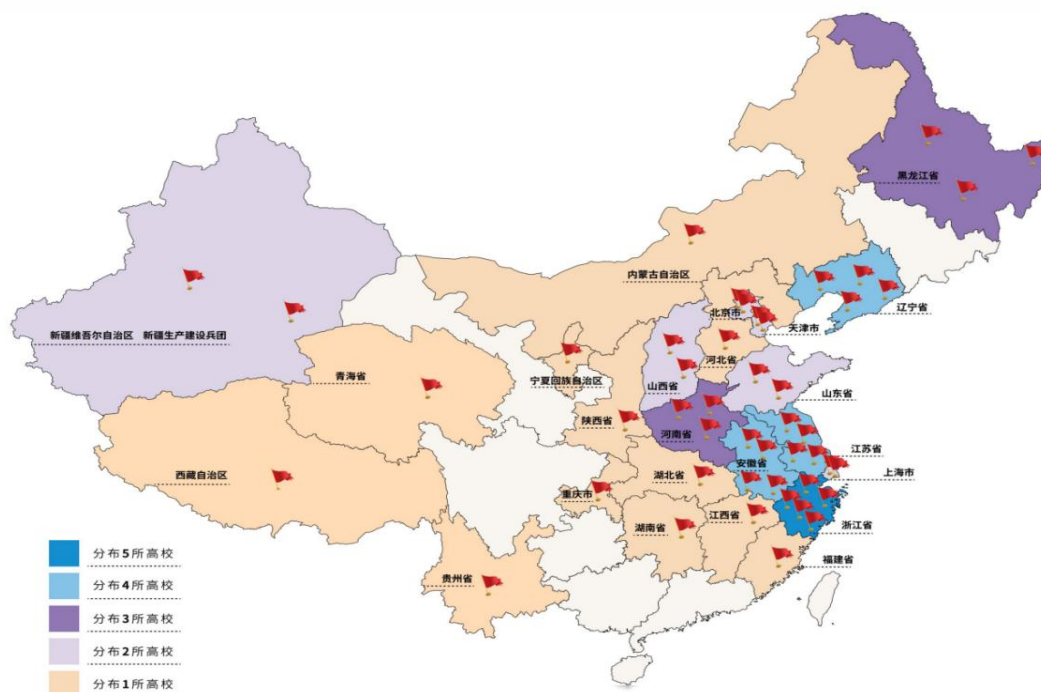 黑龙江省
内蒙古自治区
北京市
辽宁省
天津市
新疆维吾尔自治区 新疆生产建设兵团
河北省
青海省
宁夏回族自治区
山西省
山东省
陕西省
河南省
江苏省
安徽省
上海市
西藏自治区
湖北省
重庆市
江西省
湖南省
浙江省
福建省
贵州省
分布5所高校
分布4所高校
分布3所高校
分布2所高校
分布1所高校